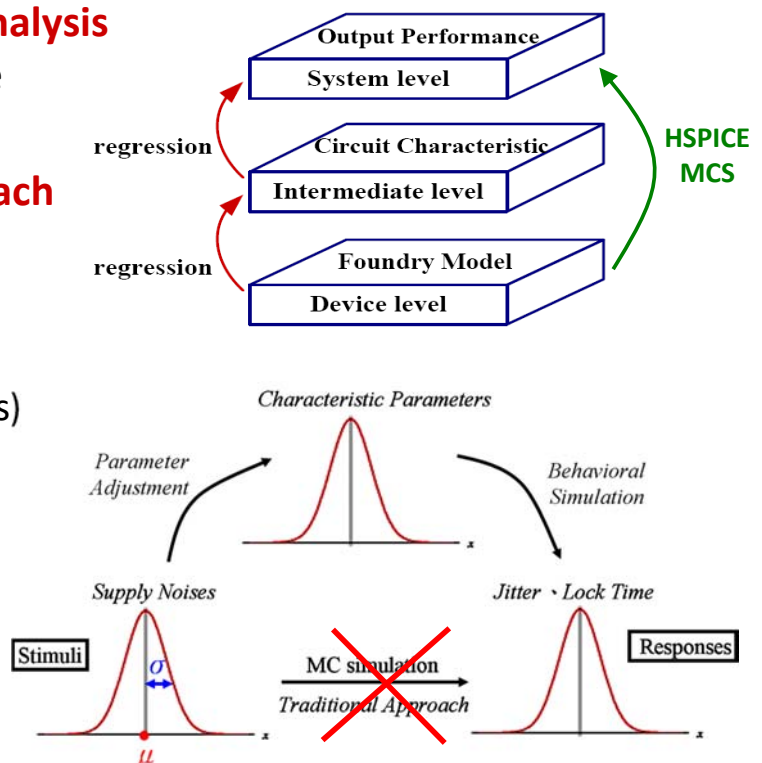 nalysis
e
ach
s)
Output Performance
System level
regression
Circuit Characteristic
Intermediate level
HSPICE
MCS
regression
Foundry Model
Device level
Characteristic Parameters
Parameter
Adjustment
Behavioral
Simulation
Supply Noises
Jitter、Lock Time
Stimuli
σ
MC simulation
Traditional Approach
Responses
x
x
x
μ